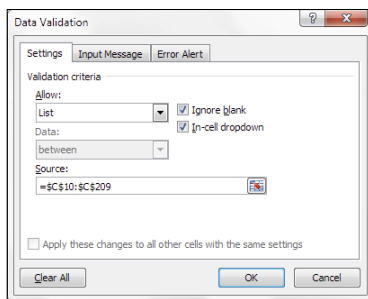 Data Validation
Settings Input Message Error Alert
Validation criteria
Allow:
List
Ignore blank
Data:
In-cell dropdown
between
Source:
=$C$10:$C$209
Apply these changes to all other cells with the same settings
Clear All OK Cancel